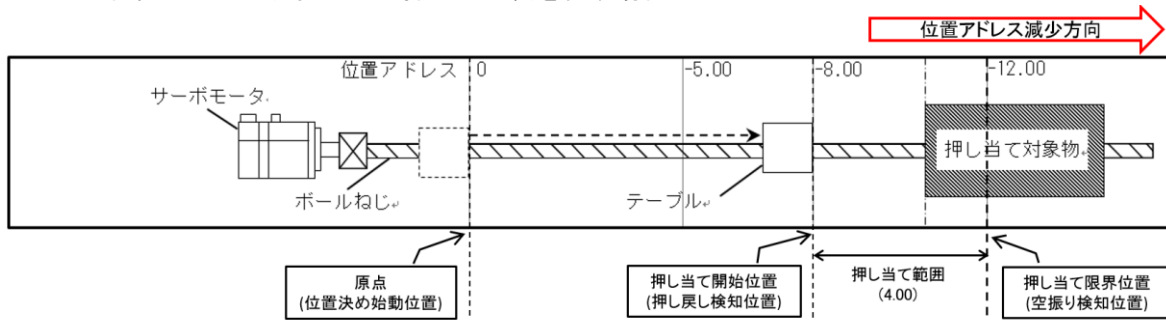 位置アドレス減少方向
位置アドレス 0 -5.00 -8.00 -12.00
サーボモータ
押し当て対象物
ボールねじ
テーブル
原点
(位置決め始動位置)
押し当て開始位置
(押し戻し検知位置)
押し当て範囲
(4.00)
押し当て限界位置
(空振り検知位置)